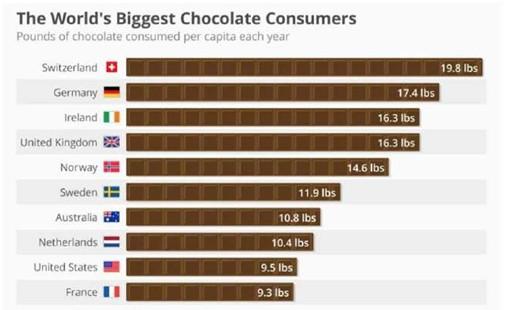 The World's Biggest Chocolate Consumers
Pounds of chocolate consumed per capita each year
Switzerland 19.8 lbs
Germany 17.4 lbs
Ireland 16.3 lbs
United Kingdom 16.3 lbs
Norway 14.6 lbs
Sweden 11.9 lbs
Australia 10.8 lbs
Netherlands 10.4 lbs
United States 9.5 lbs
France 9.3 lbs